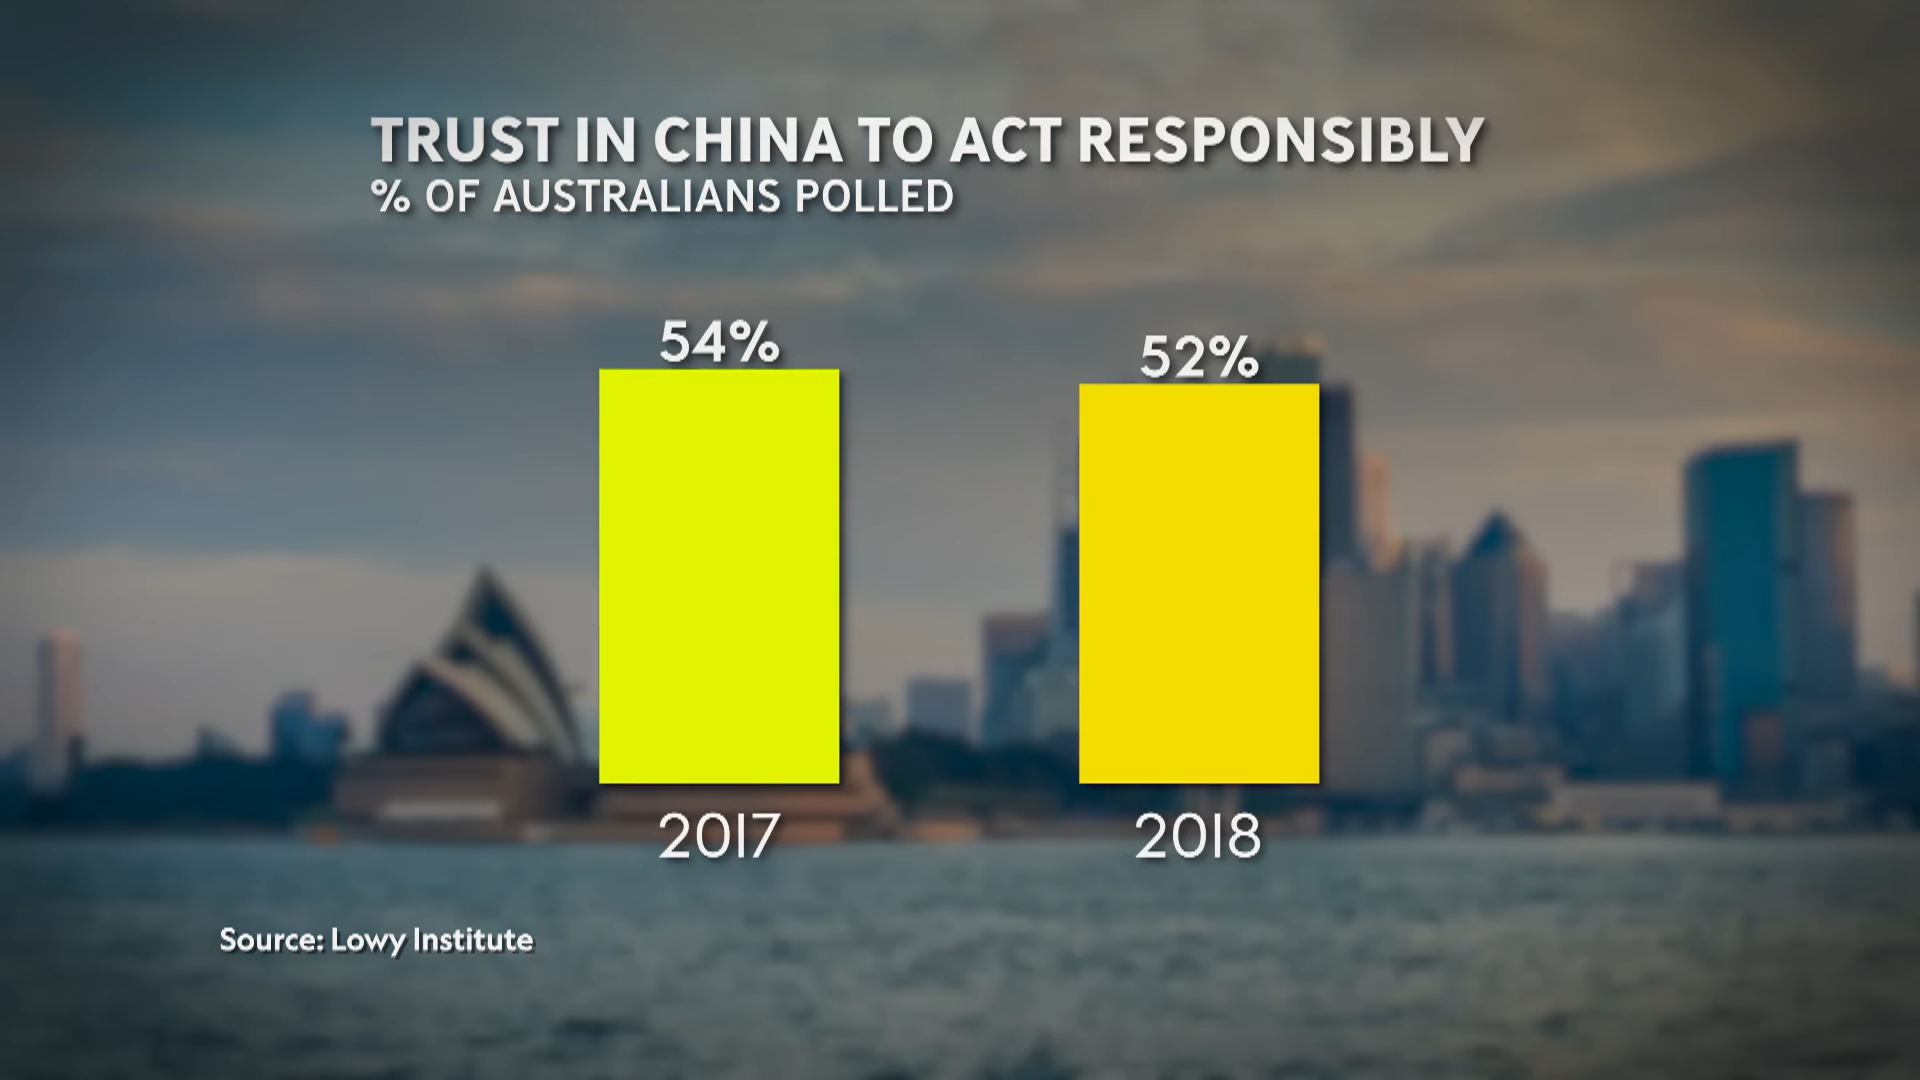 TRUST IN CHINA TO ACT RESPONSIBLY
% OF AUSTRALIANS POLLED
54%
52%
2017
2018
Source: Lowy Institute